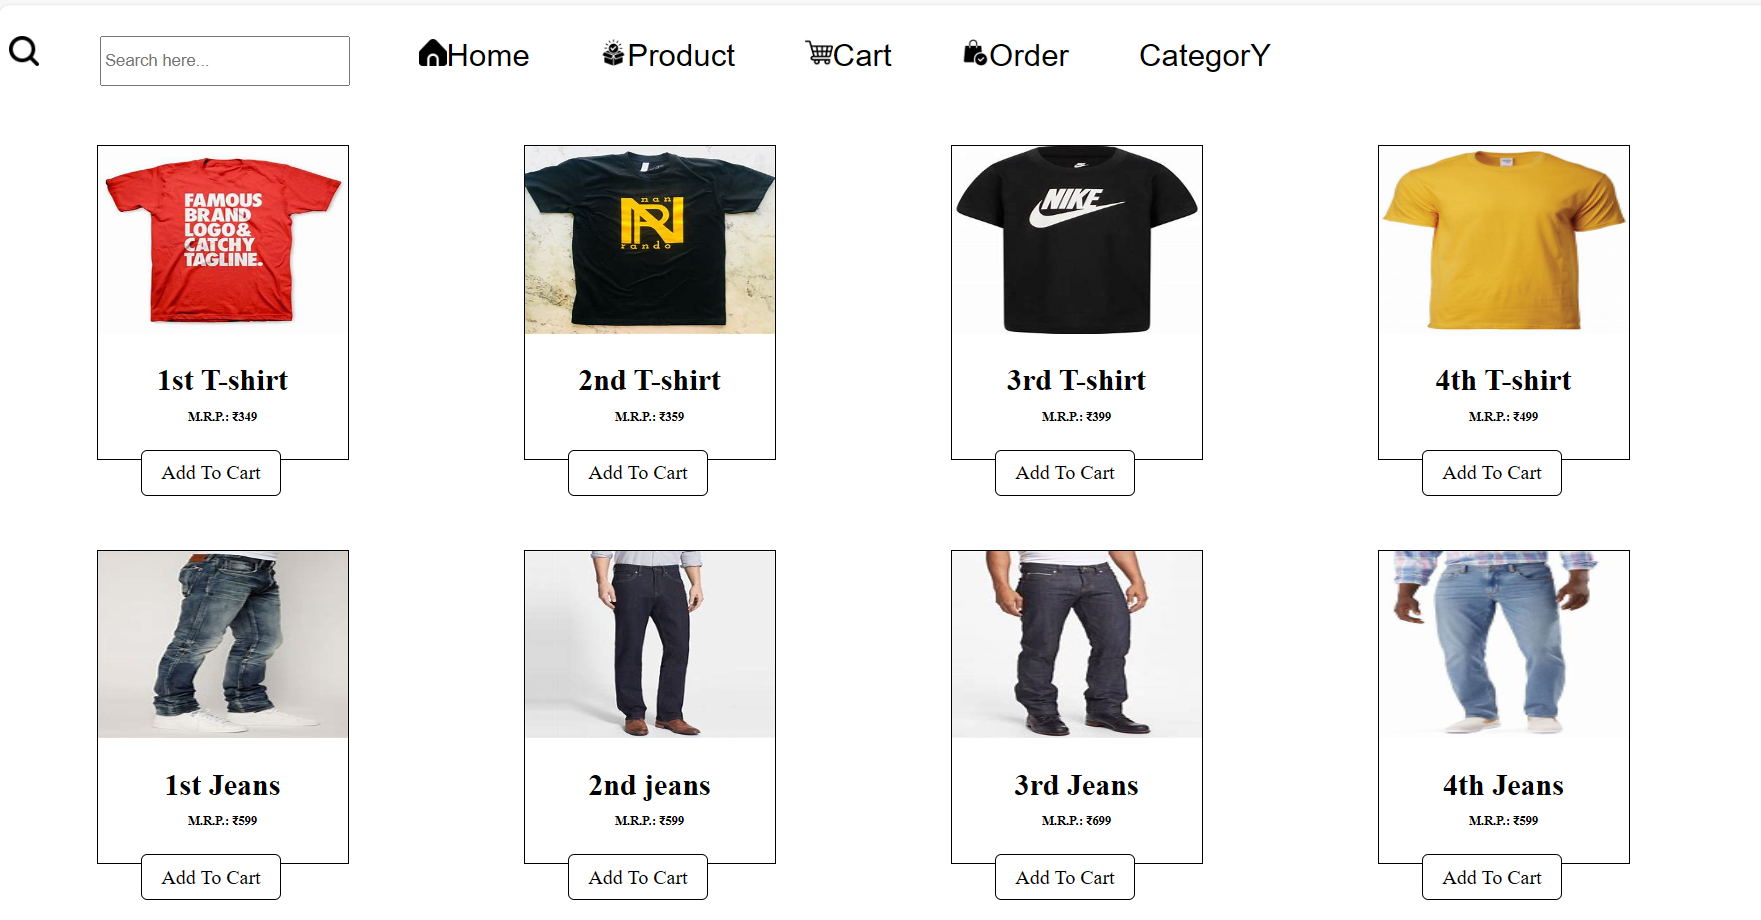 Search here...
Home
Product
Cart
Order
CategorY
FAMOUS
BRAND
LOGO&
CATCHY
TAGLINE.
nan
rando
NIKE
1st T-shirt
2nd T-shirt
3rd T-shirt
4th T-shirt
M.R.P.: ₹349
M.R.P.: ₹359
M.R.P.: ₹399
M.R.P.: ₹499
Add To Cart
Add To Cart
Add To Cart
Add To Cart
1st Jeans
2nd jeans
3rd Jeans
4th Jeans
M.R.P.: ₹599
M.R.P.: ₹599
M.R.P.: ₹699
M.R.P.: ₹599
Add To Cart
Add To Cart
Add To Cart
Add To Cart